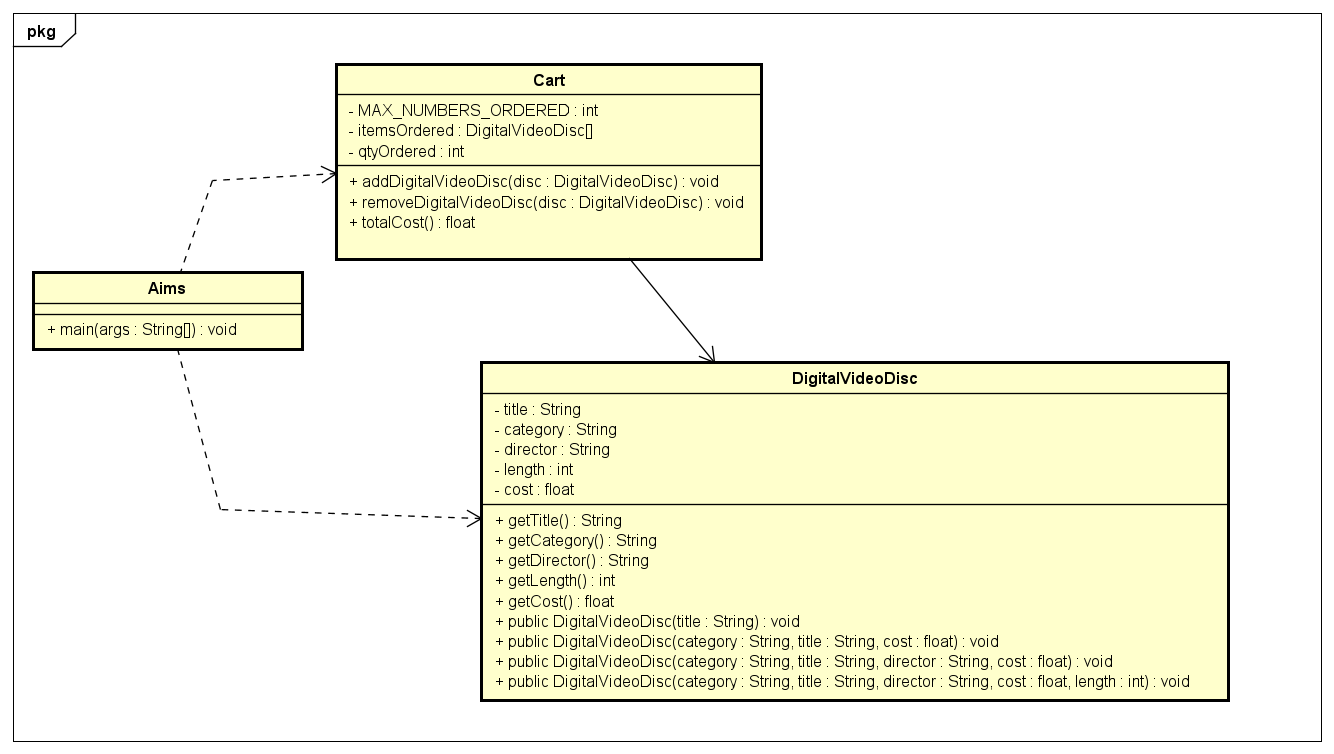 pkg
Cart
- MAX_NUMBERS_ORDERED : int
- itemsOrdered : DigitalVideoDisc[]
- qtyOrdered : int
+ addDigitalVideoDisc(disc : DigitalVideoDisc) : void
+ removeDigitalVideoDisc(disc : DigitalVideoDisc) : void
+ totalCost() : float
Aims
+ main(args : String[]) : void
DigitalVideoDisc
- title : String
- category : String
- director : String
- length : int
- cost : float
+ getTitle() : String
+ getCategory() : String
+ getDirector() : String
+ getLength() : int
+ getCost() : float
+ public DigitalVideoDisc(title : String) : void
+ public DigitalVideoDisc(category : String, title : String, cost : float) : void
+ public DigitalVideoDisc(category : String, title : String, director : String, cost : float) : void
+ public DigitalVideoDisc(category : String, title : String, director : String, cost : float, length : int) : void